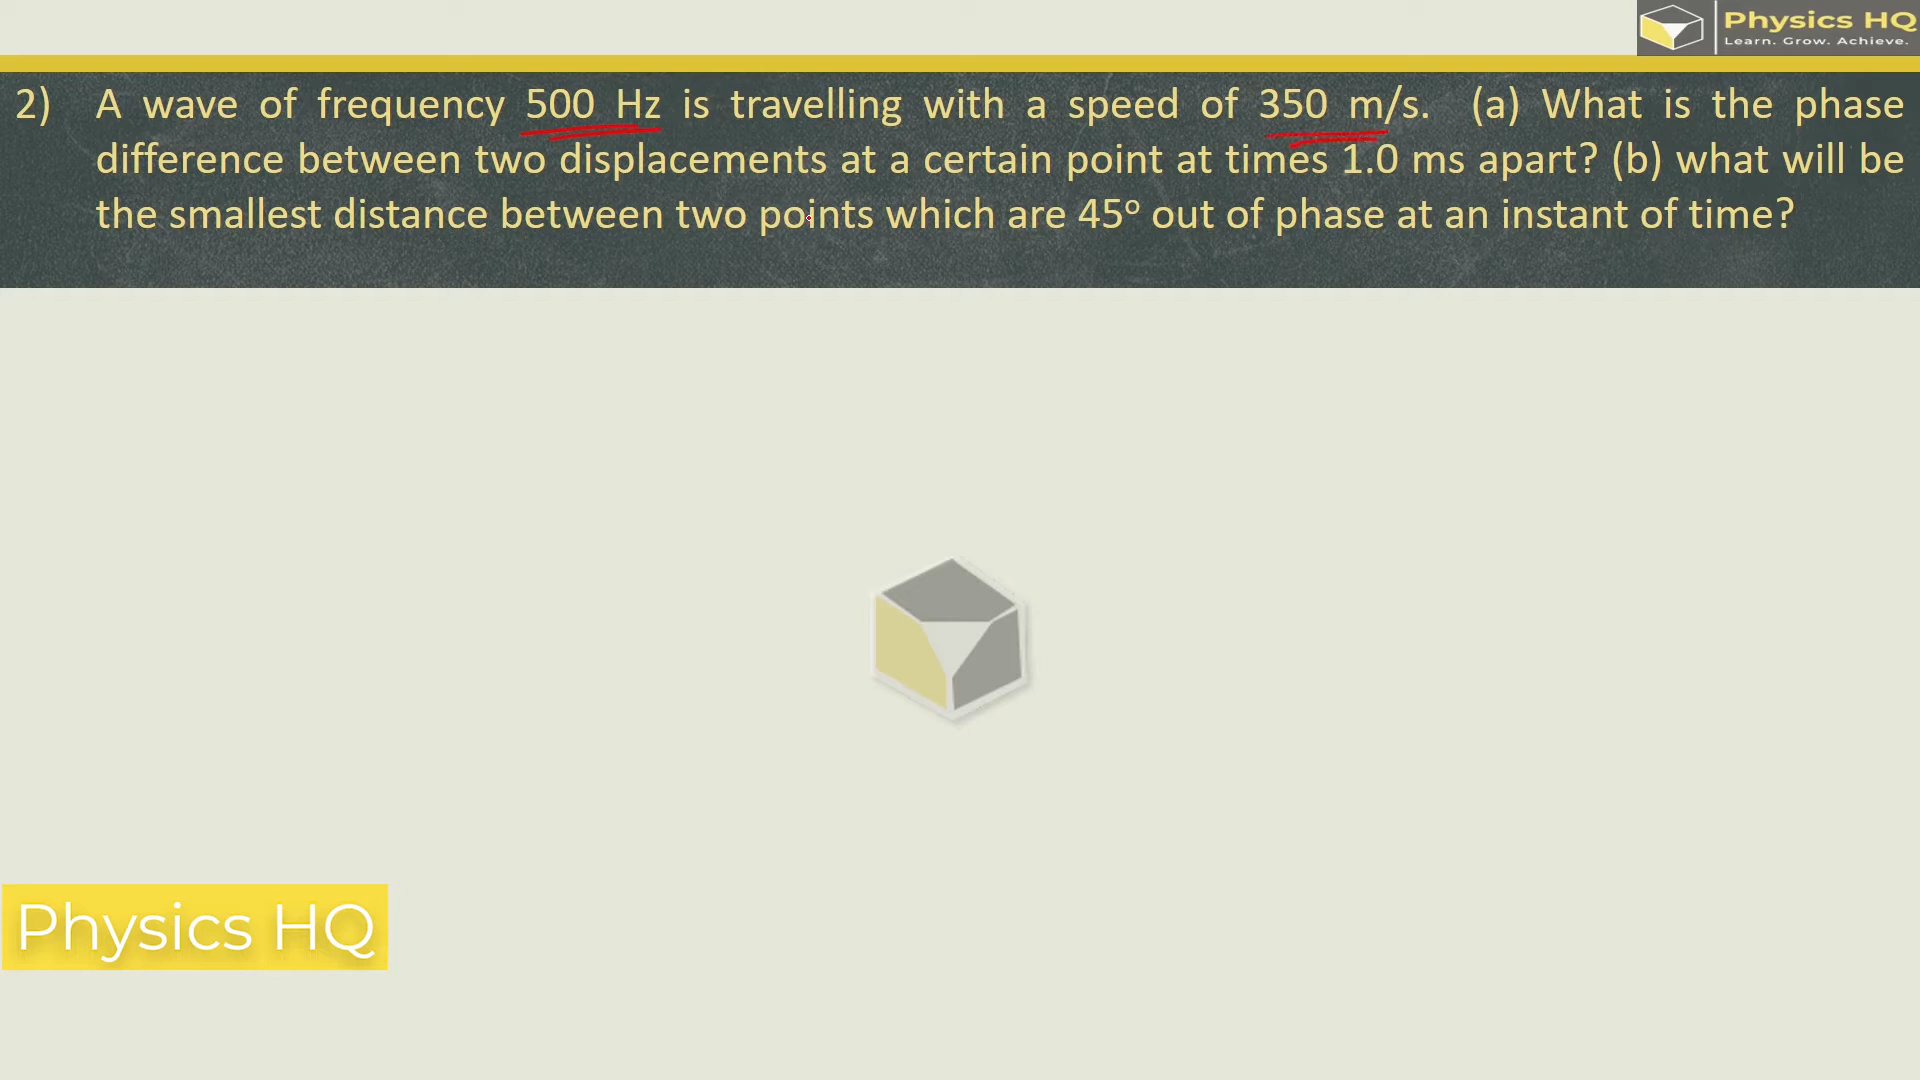 Physics HQ
Learn. Grow. Achieve.
2) A wave of frequency 500 Hz is travelling with a speed of 350 m/s. (a) What is the phase
difference between two displacements at a certain point at times 1.0 ms apart? (b) what will be
the smallest distance between two points which are 45° out of phase at an instant of time?
Physics HQ